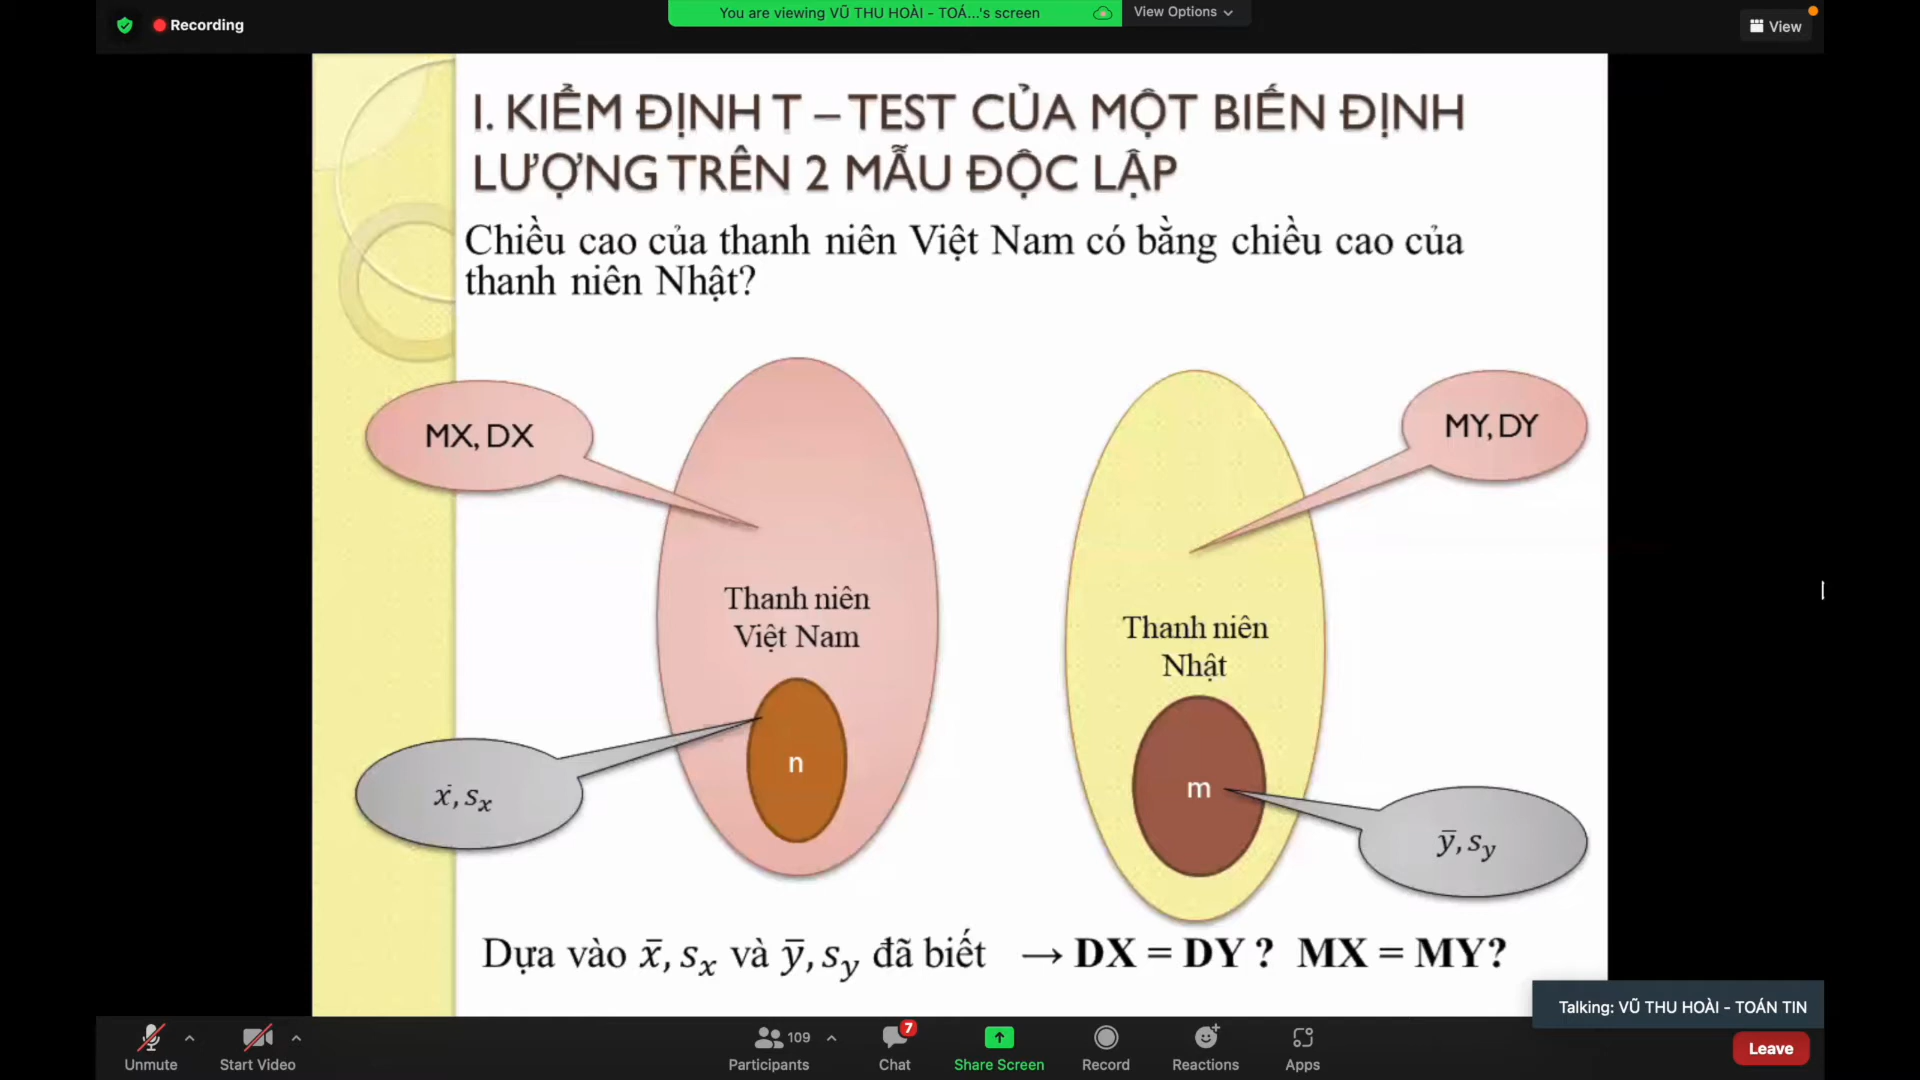 Recording
You are viewing VŨ THU HOÀI - TOÁ...'s screen
View Options
View
I. KIỂM ĐỊNH T – TEST CỦA MỘT BIẾN ĐỊNH
LƯỢNG TRÊN 2 MẪU ĐỘC LẬP
Chiều cao của thanh niên Việt Nam có bằng chiều cao của
thanh niên Nhật?
MX, DX
MY, DY
Thanh niên
Việt Nam
Thanh niên
Nhật
n
m
x̄, sₓ
ȳ, s_y
Dựa vào x̄, sₓ và ȳ, s_y đã biết → DX = DY ? MX = MY?
Talking: VŨ THU HOÀI - TOÁN TIN
Unmute
Start Video
109
Participants
7
Chat
Share Screen
Record
Reactions
Apps
Leave